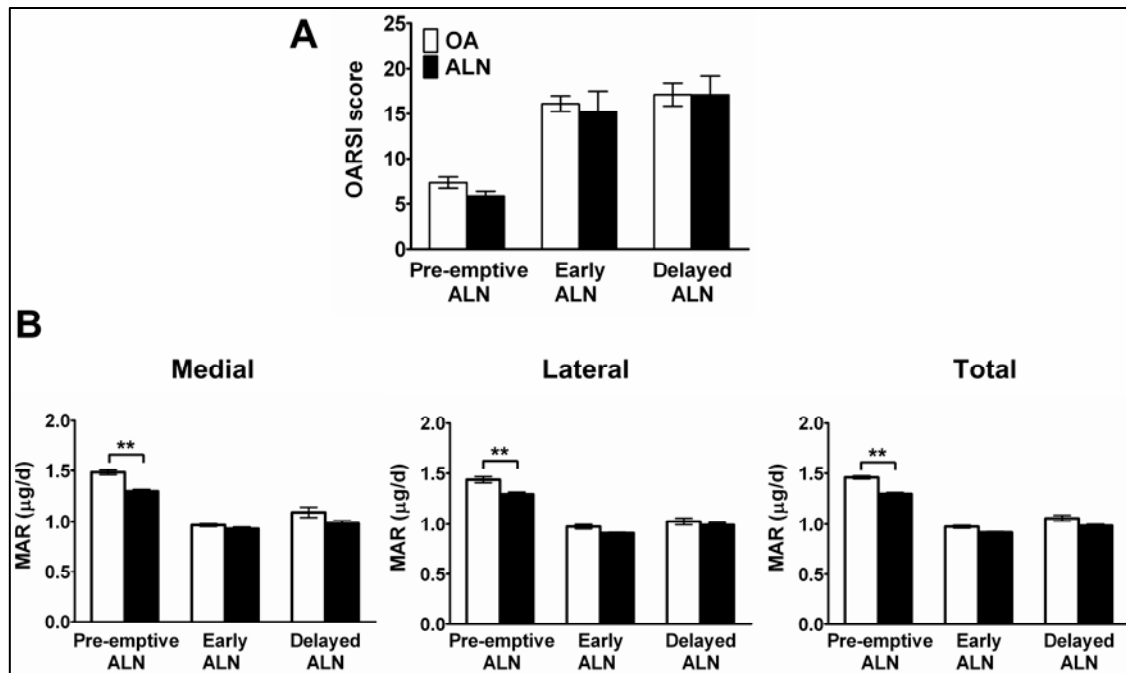 A
OA
ALN
OARSI score
25
20
15
10
5
0
Pre-emptive Early Delayed
ALN ALN ALN
B
Medial
MAR (μg/d)
2.0
1.5
1.0
0.5
0.0
**
Pre-emptive Early Delayed
ALN ALN ALN
Lateral
MAR (μg/d)
2.0
1.5
1.0
0.5
0.0
**
Pre-emptive Early Delayed
ALN ALN ALN
Total
MAR (μg/d)
2.0
1.5
1.0
0.5
0.0
**
Pre-emptive Early Delayed
ALN ALN ALN